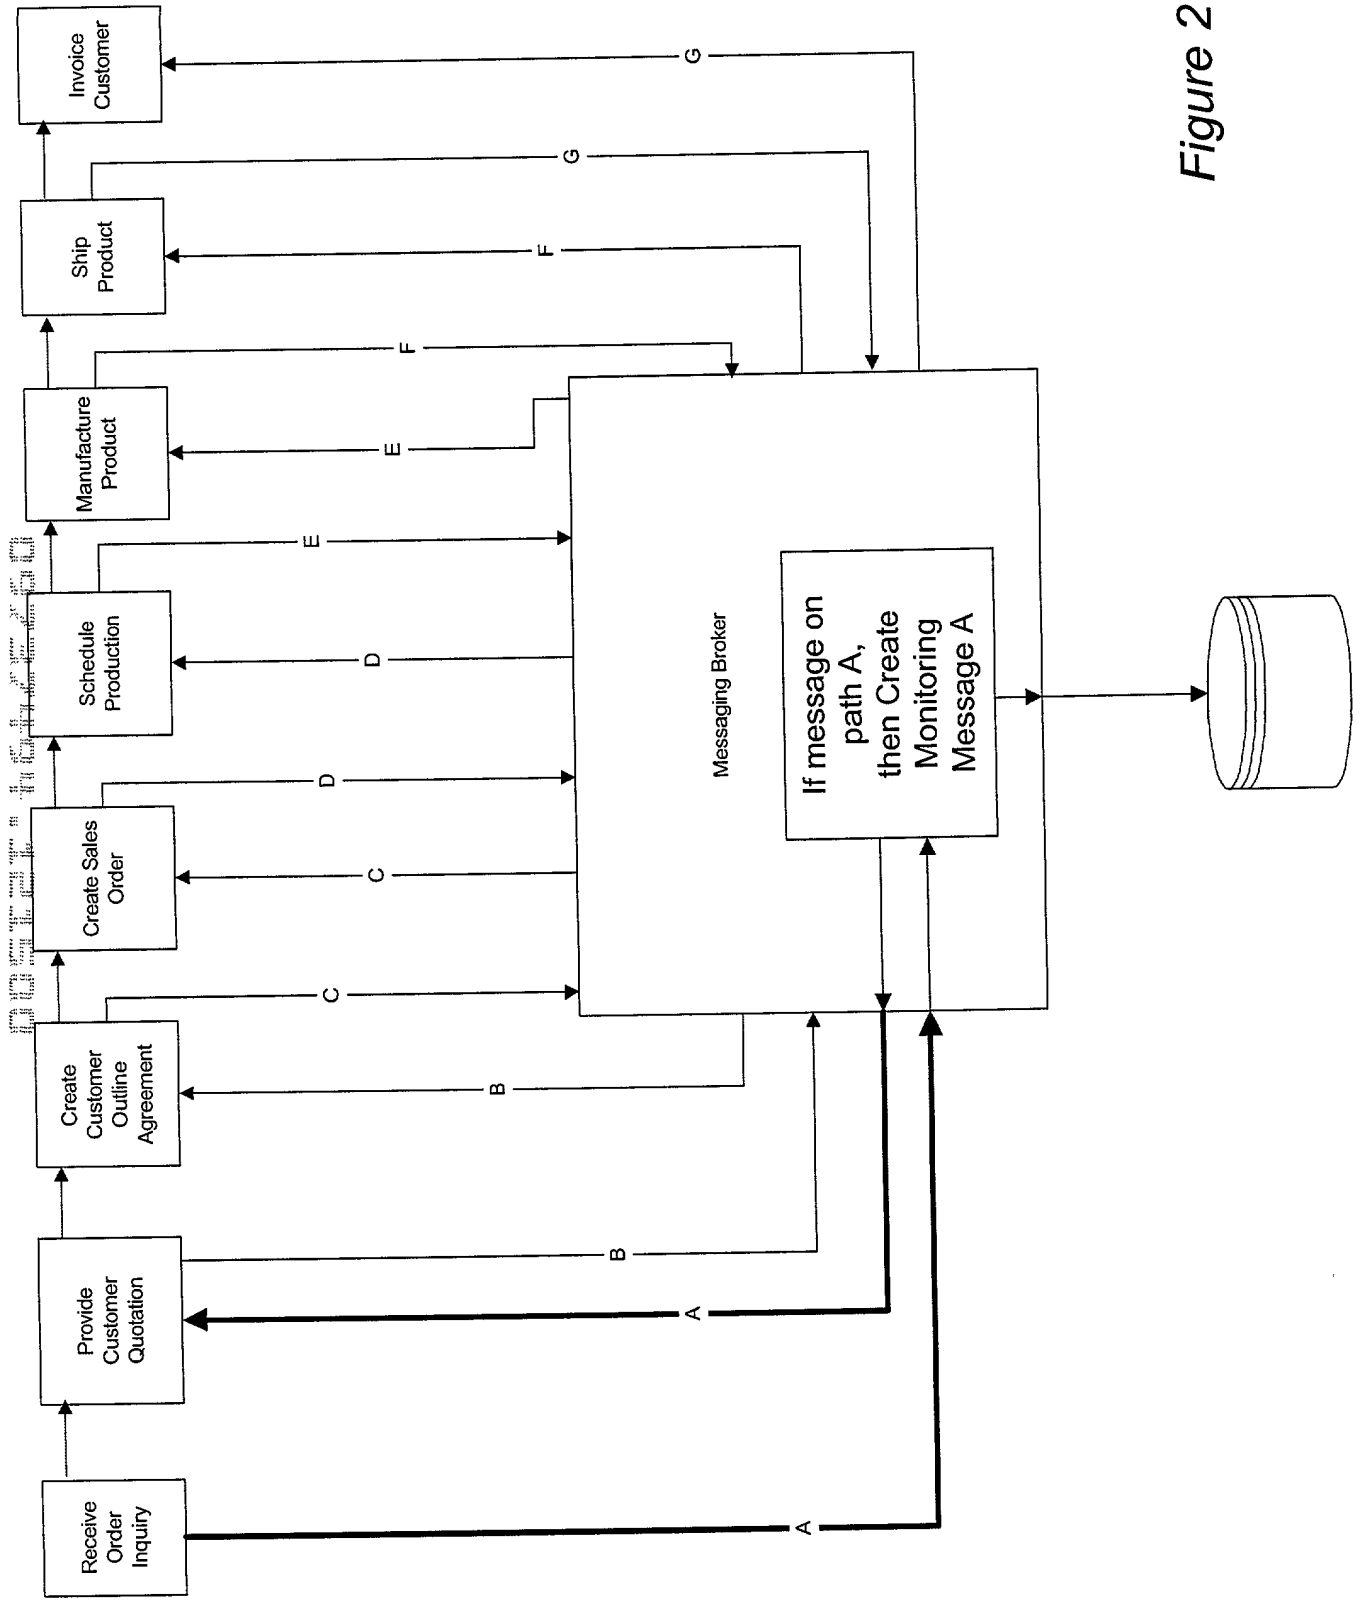 Receive
Order
Inquiry
Provide
Customer
Quotation
Create
Customer
Outline
Agreement
Create Sales
Order
Schedule
Production
Manufacture
Product
Ship
Product
Invoice
Customer
A
A
B
B
C
C
D
D
E
E
F
F
G
G
Messaging Broker
If message on
path A,
then Create
Monitoring
Message A
Figure 2